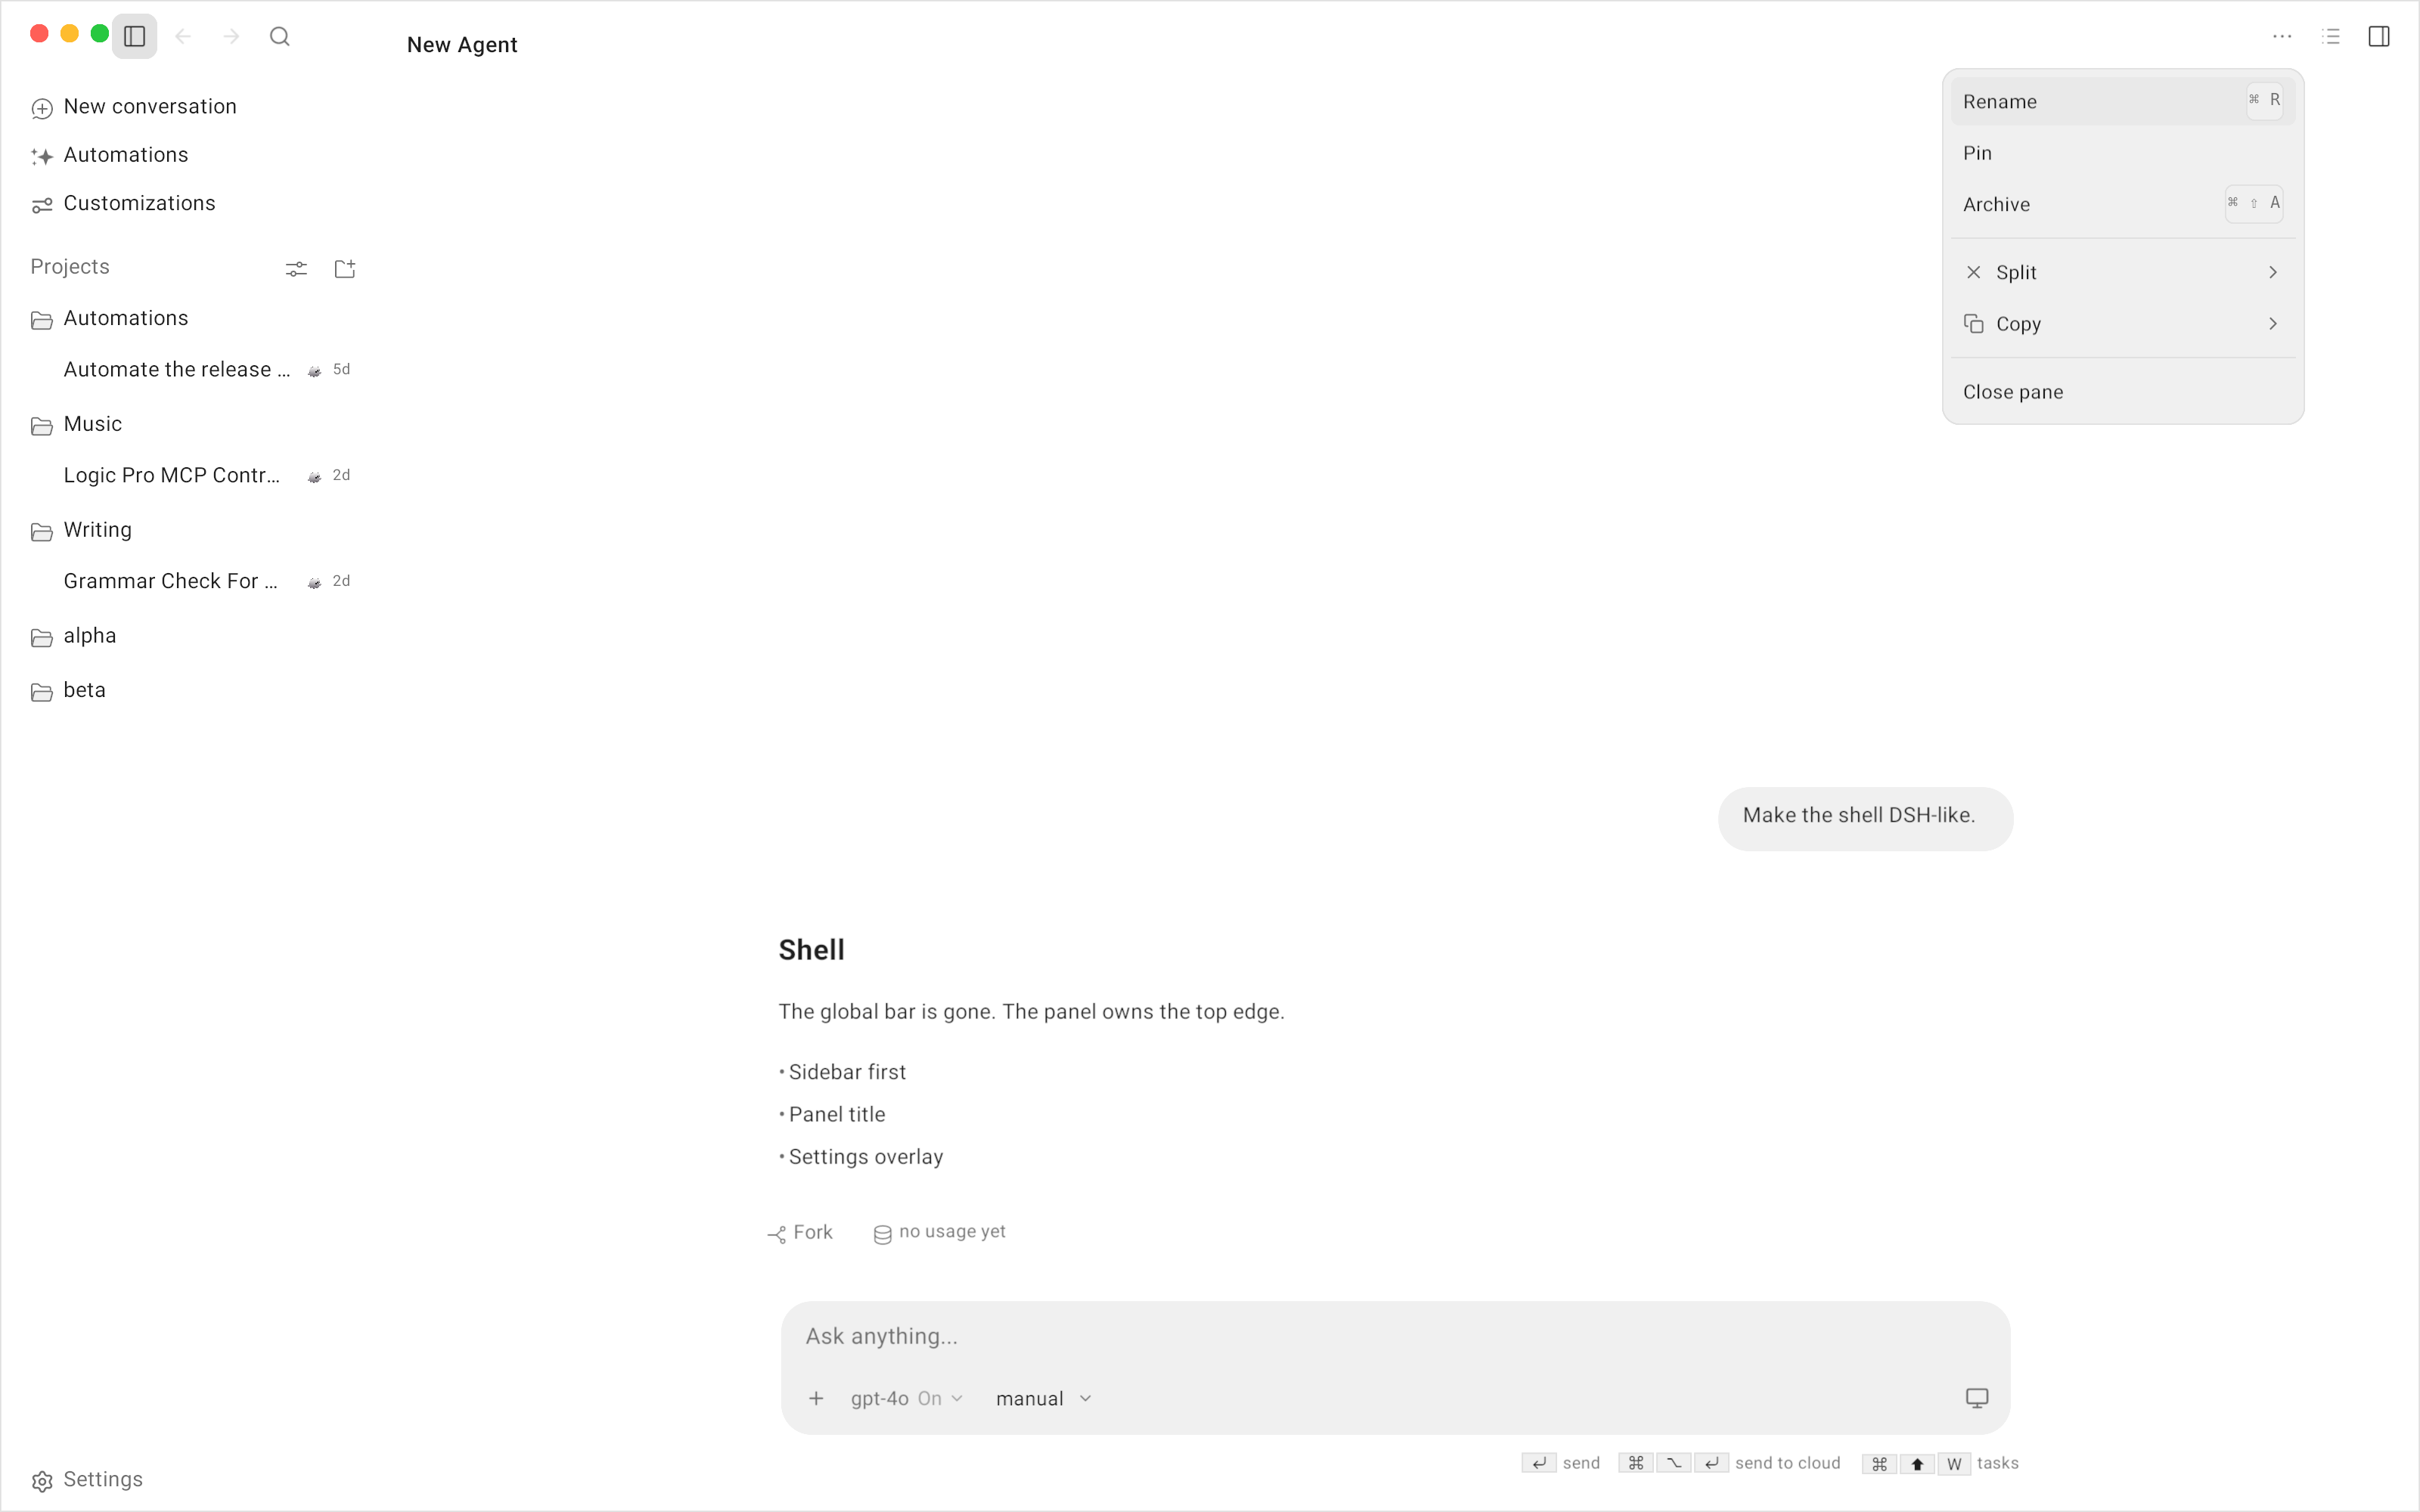 New Agent
New conversation
Automations
Customizations
Projects
Automations
Automate the release ... 5d
Music
Logic Pro MCP Contr... 2d
Writing
Grammar Check For ... 2d
alpha
beta
Settings
Rename ⌘ R
Pin
Archive ⌘ ⇧ A
Split
Copy
Close pane
Make the shell DSH-like.
Shell
The global bar is gone. The panel owns the top edge.
• Sidebar first
• Panel title
• Settings overlay
Fork no usage yet
Ask anything...
gpt-4o On manual
↵ send ⌘ ⌥ ↵ send to cloud ⌘ ⬆ W tasks